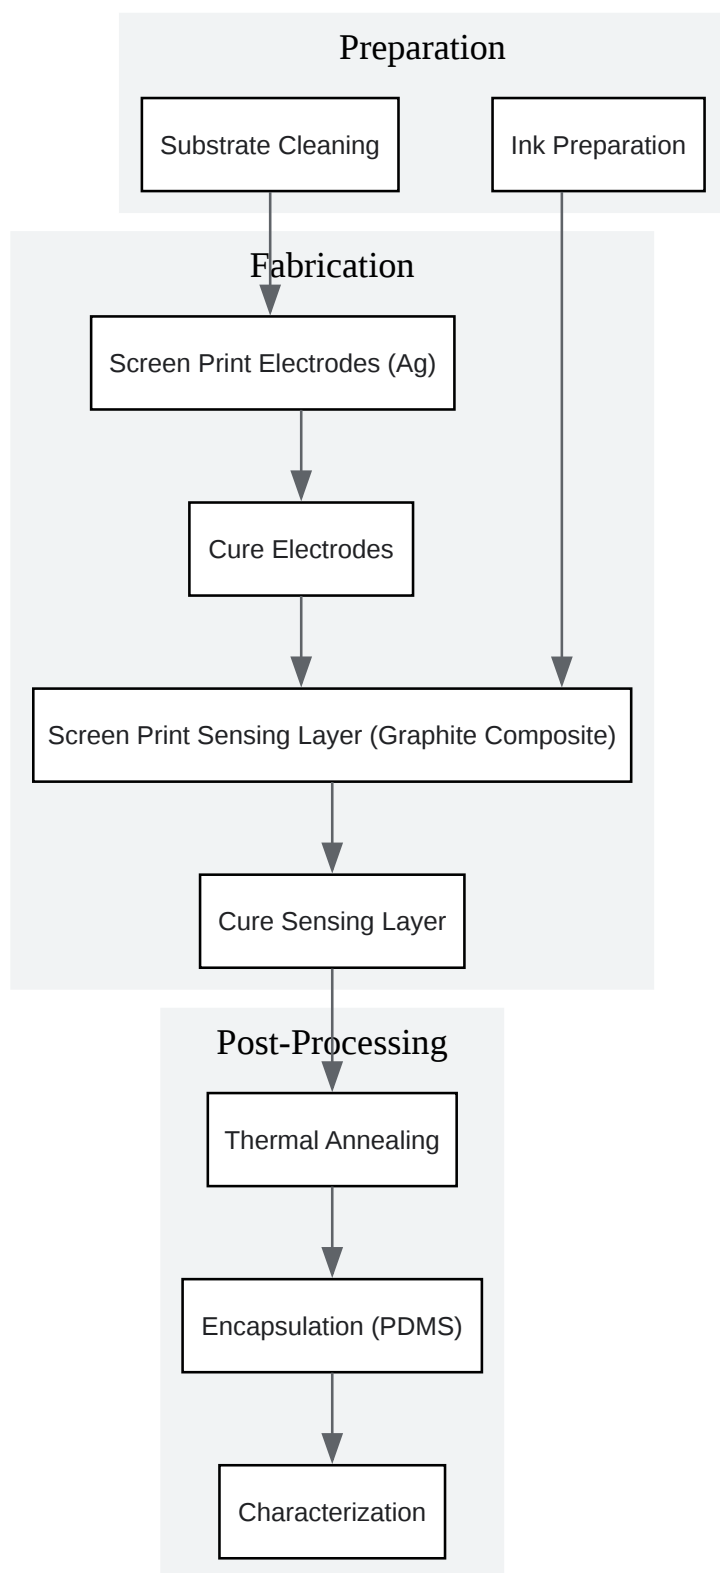 Preparation
Substrate Cleaning
Ink Preparation
Fabrication
Screen Print Electrodes (Ag)
Cure Electrodes
Screen Print Sensing Layer (Graphite Composite)
Cure Sensing Layer
Post-Processing
Thermal Annealing
Encapsulation (PDMS)
Characterization